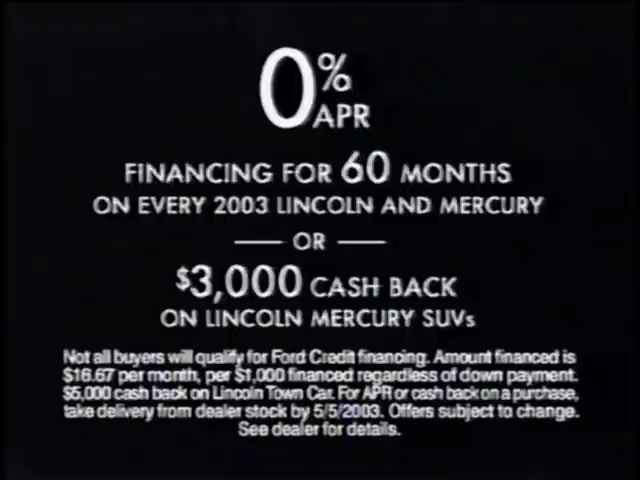 0% APR
FINANCING FOR 60 MONTHS
ON EVERY 2003 LINCOLN AND MERCURY
OR
$3,000 CASH BACK
ON LINCOLN MERCURY SUVs
Not all buyers will qualify for Ford Credit financing. Amount financed is
$16.67 per month, per $1,000 financed regardless of down payment.
$5,000 cash back on Lincoln Town Car. For APR or cash back on a purchase,
take delivery from dealer stock by 5/5/2003. Offers subject to change.
See dealer for details.